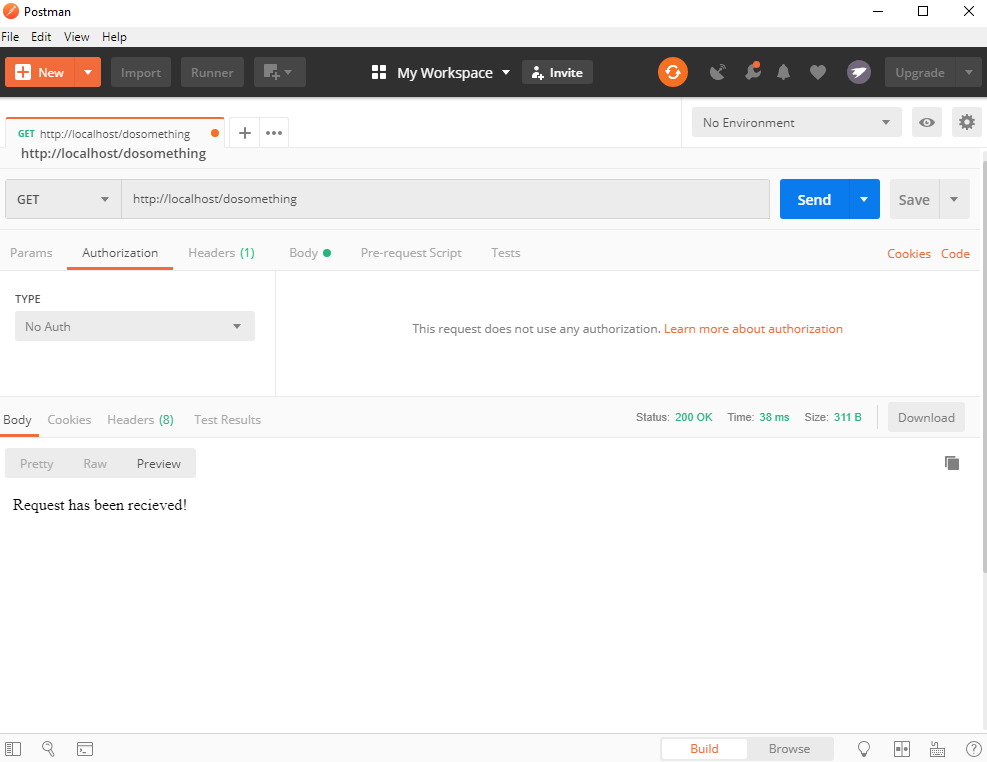 Postman
File Edit View Help
New Import Runner My Workspace Invite Upgrade
GET http://localhost/dosomething No Environment
http://localhost/dosomething
GET http://localhost/dosomething Send Save
Params Authorization Headers (1) Body Pre-request Script Tests Cookies Code
TYPE
No Auth
This request does not use any authorization. Learn more about authorization
Body Cookies Headers (8) Test Results Status: 200 OK Time: 38 ms Size: 311 B Download
Pretty Raw Preview
Request has been recieved!
Build Browse